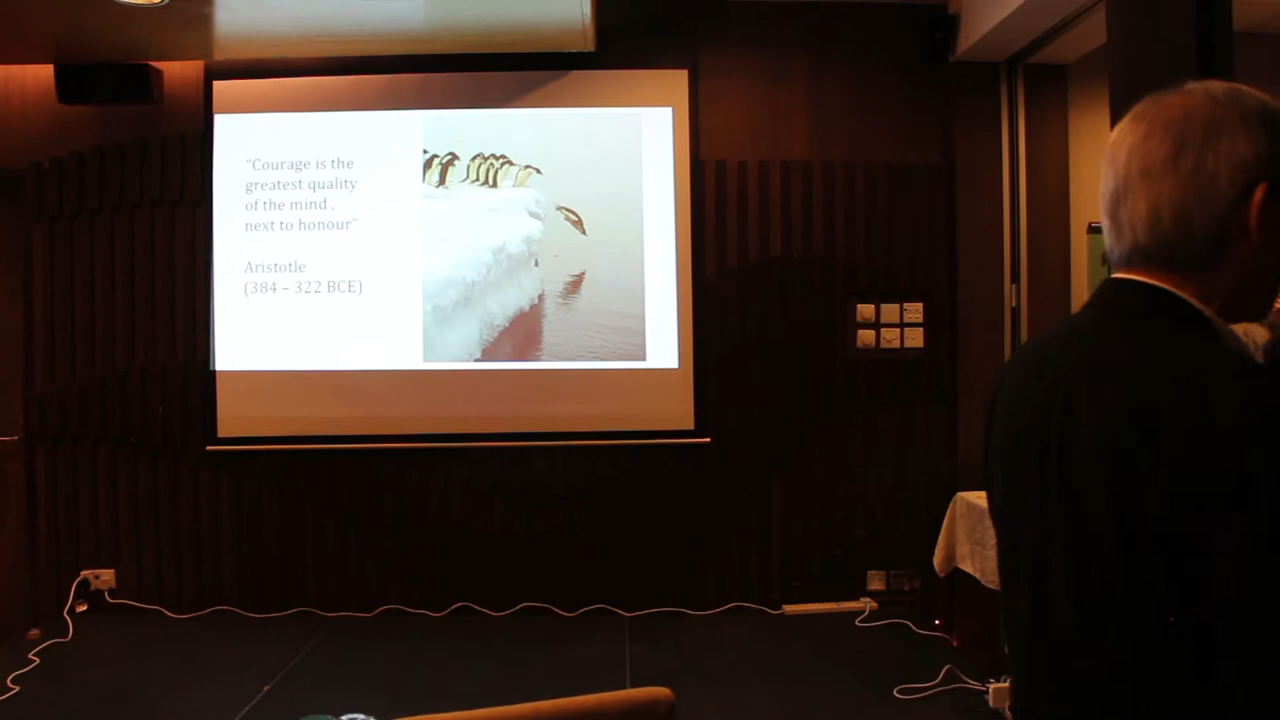 "Courage is the
greatest quality
of the mind ,
next to honour"
Aristotle
(384 – 322 BCE)